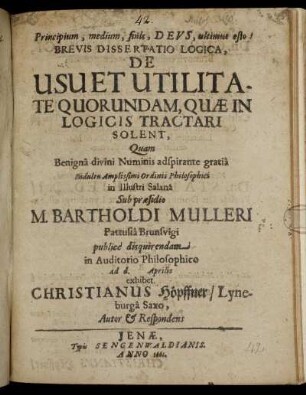 42
Principium, medium, finis, DEUS, ultimus esto!
BREVIS DISSERTATIO LOGICA,
DE
USU ET UTILITA-
TE QUORUNDAM, QUÆ IN
LOGICIS TRACTARI
SOLENT,
Quam
Benignâ divini Numinis adspirante gratiâ
Indultu Amplissimi Ordinis Philosophici
in Illustri Salanâ
Sub præsidio
M. BARTHOLDI MULLERI
Brunsvigi
publicè disquirendam
in Auditorio Philosophico
Ad d. Aprilis
exhibet
CHRISTIANUS Höpffner/ Lyne-
burgâ Saxo,
Autor & Respondens
JENÆ,
Typis SENGENWALDIANIS.
ANNO